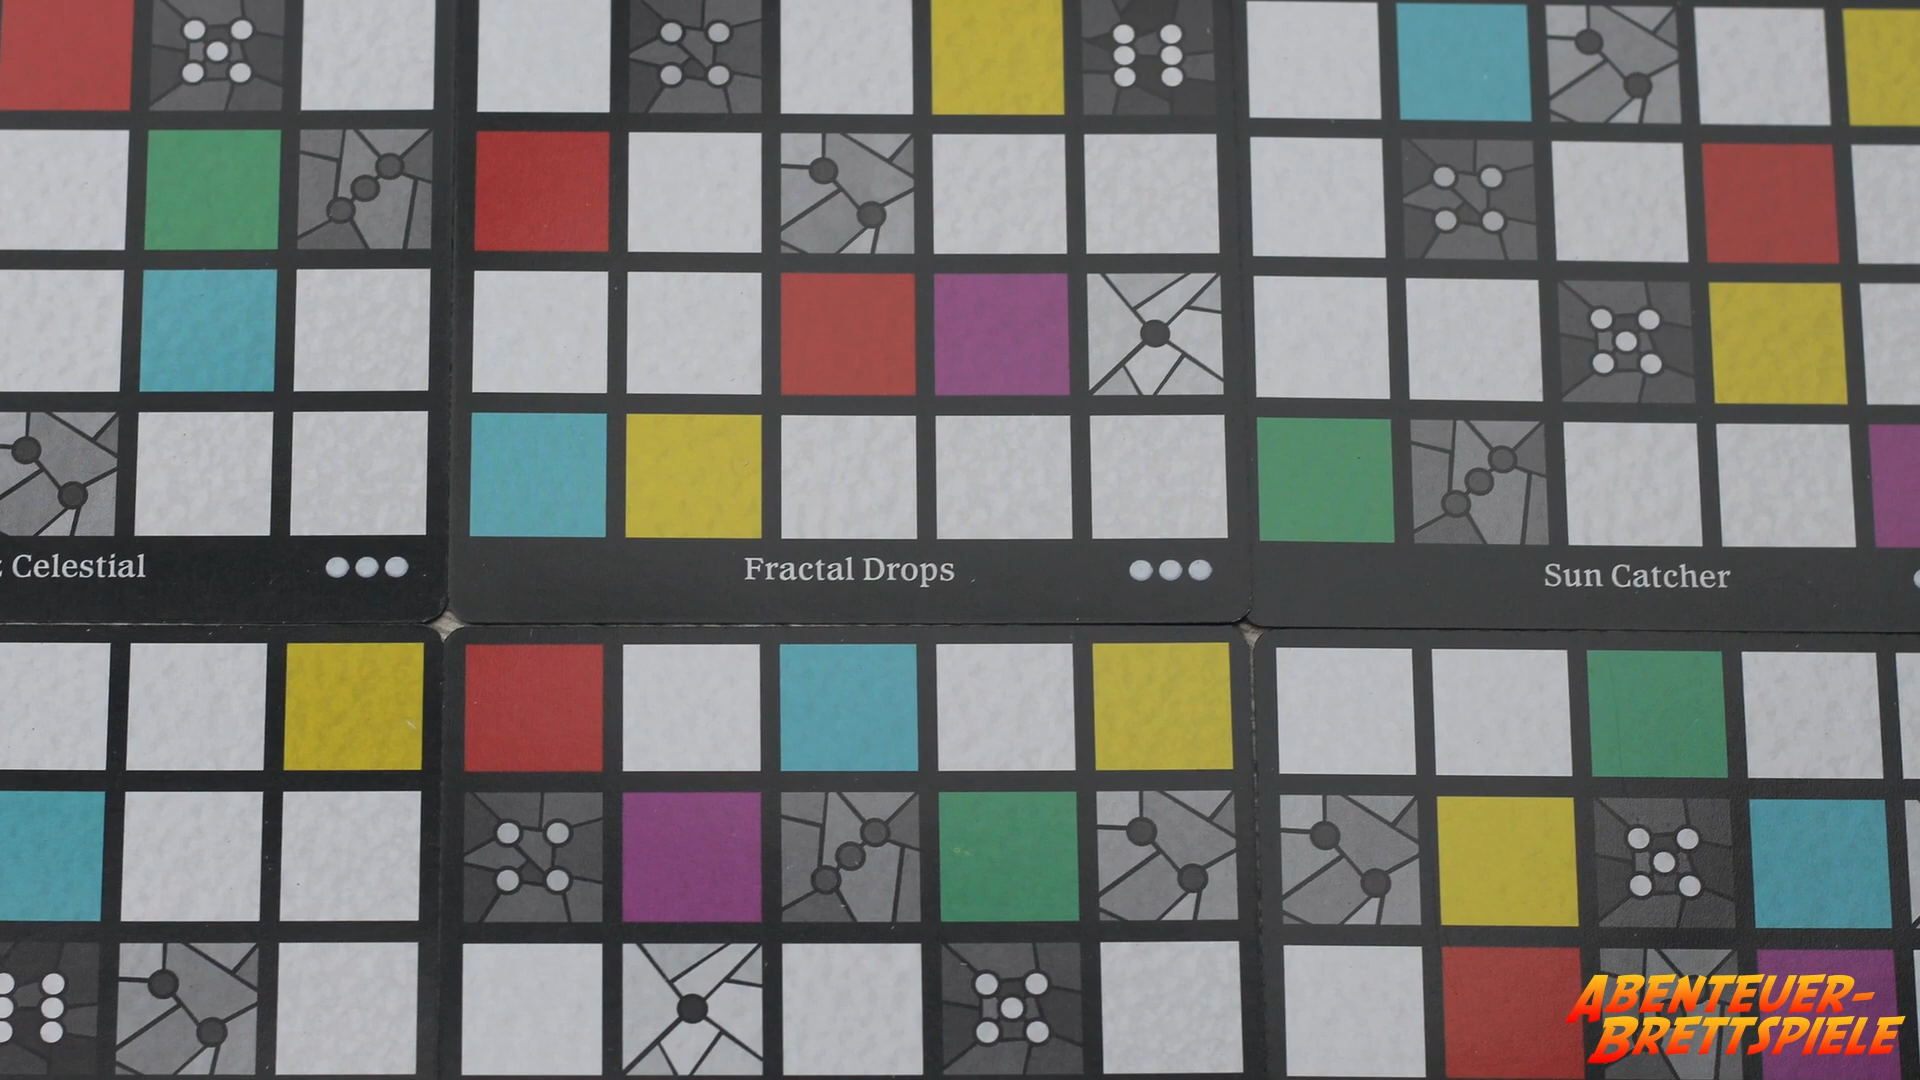 Celestial
Fractal Drops
Sun Catcher
ABENTEUER-
BRETTSPIELE